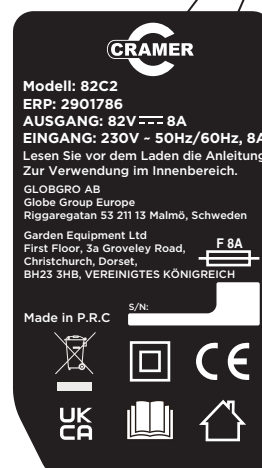 CRAMER
Modell: 82C2
ERP: 2901786
AUSGANG: 82V 8A
EINGANG: 230V ~ 50Hz/60Hz, 8A
Lesen Sie vor dem Laden die Anleitung
Zur Verwendung im Innenbereich.
GLOBGRO AB
Globe Group Europe
Riggaregatan 53 211 13 Malmö, Schweden
Garden Equipment Ltd
First Floor, 3a Groveley Road,
Christchurch, Dorset,
BH23 3HB, VEREINIGTES KÖNIGREICH
F 8A
S/N:
Made in P.R.C
CE
UK
CA